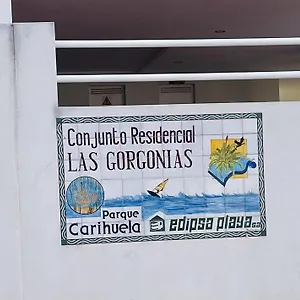 Conjunto Residencial
LAS GORGONIAS
Parque
Carihuela
edipsa playa s.a.